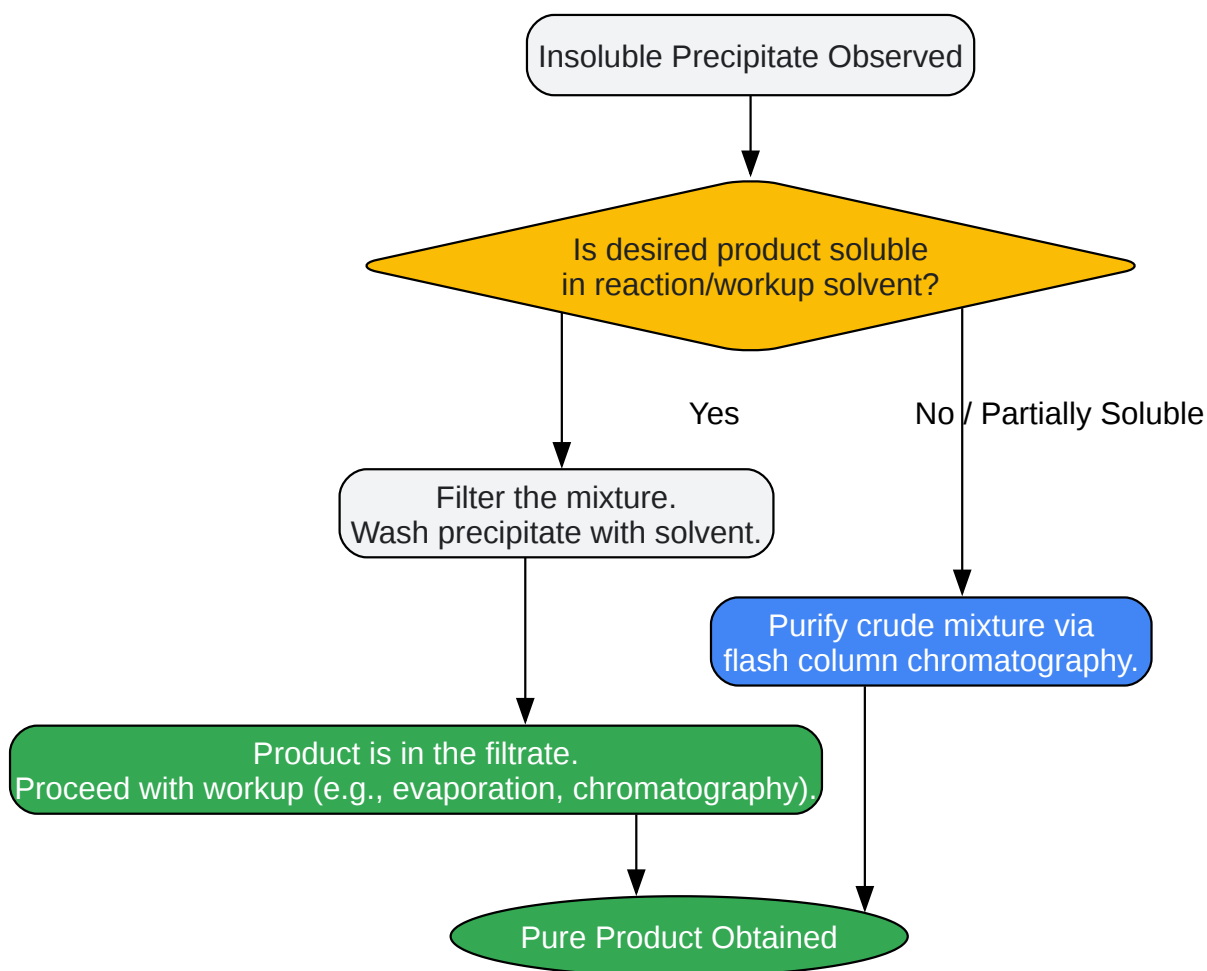 Insoluble Precipitate Observed
Is desired product soluble
in reaction/workup solvent?
Yes
No / Partially Soluble
Filter the mixture.
Wash precipitate with solvent.
Purify crude mixture via
flash column chromatography.
Product is in the filtrate.
Proceed with workup (e.g., evaporation, chromatography).
Pure Product Obtained